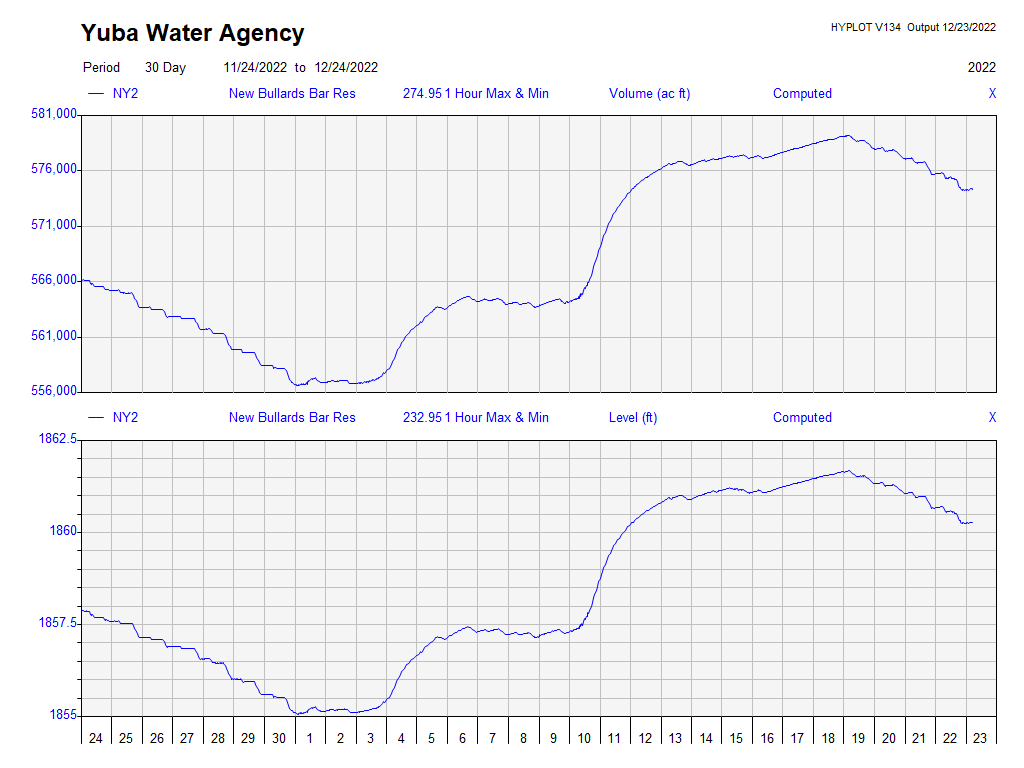 Yuba Water Agency
HYPLOT V134 Output 12/23/2022
Period 30 Day 11/24/2022 to 12/24/2022 2022
NY2 New Bullards Bar Res 274.95 1 Hour Max & Min Volume (ac ft) Computed X
581,000
576,000
571,000
566,000
561,000
556,000
NY2 New Bullards Bar Res 232.95 1 Hour Max & Min Level (ft) Computed X
1862.5
1860
1857.5
1855
24 25 26 27 28 29 30 1 2 3 4 5 6 7 8 9 10 11 12 13 14 15 16 17 18 19 20 21 22 23